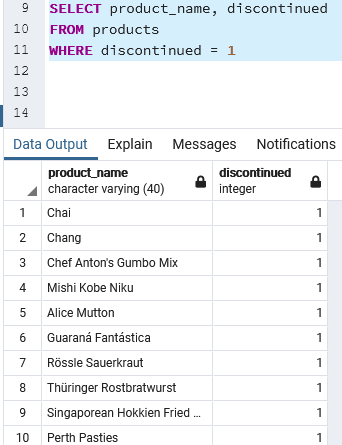 9 SELECT product_name, discontinued
10 FROM products
11 WHERE discontinued = 1
12
13
14
Data Output Explain Messages Notifications
product_name discontinued
character varying (40) integer
1 Chai 1
2 Chang 1
3 Chef Anton's Gumbo Mix 1
4 Mishi Kobe Niku 1
5 Alice Mutton 1
6 Guaraná Fantástica 1
7 Rössle Sauerkraut 1
8 Thüringer Rostbratwurst 1
9 Singaporean Hokkien Fried ... 1
10 Perth Pasties 1